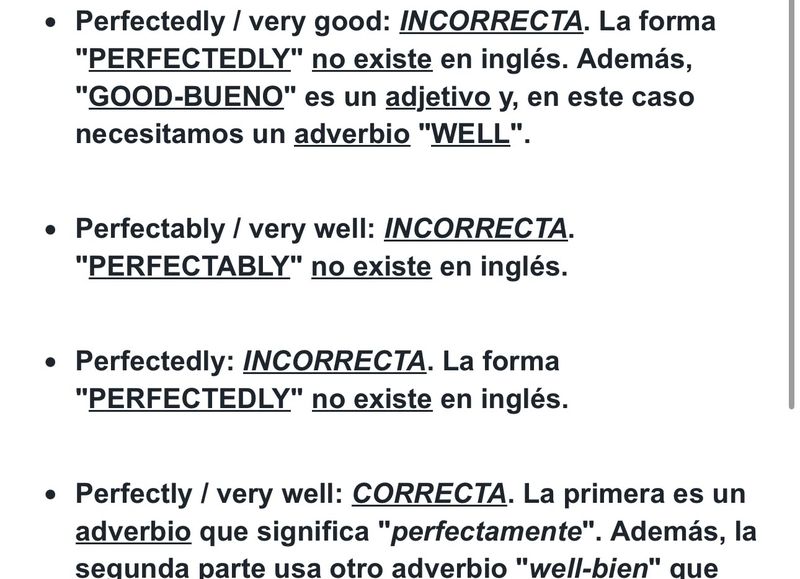 • Perfectedly / very good: INCORRECTA. La forma
"PERFECTEDLY" no existe en inglés. Además,
"GOOD-BUENO" es un adjetivo y, en este caso
necesitamos un adverbio "WELL".
• Perfectably / very well: INCORRECTA.
"PERFECTABLY" no existe en inglés.
• Perfectedly: INCORRECTA. La forma
"PERFECTEDLY" no existe en inglés.
• Perfectly / very well: CORRECTA. La primera es un
adverbio que significa "perfectamente". Además, la
segunda parte usa otro adverbio "well-bien" que